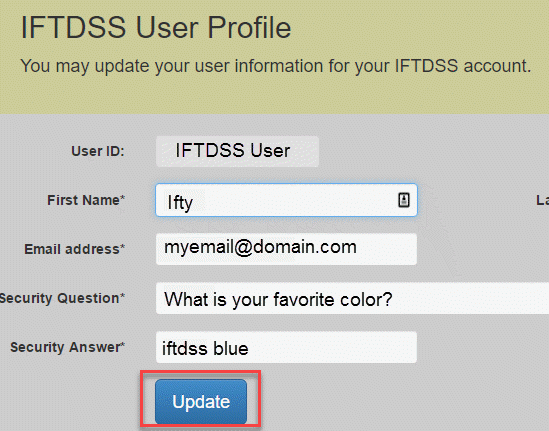 IFTDSS User Profile
You may update your user information for your IFTDSS account.
User ID: IFTDSS User
First Name* Ifty La
Email address* myemail@domain.com
Security Question* What is your favorite color?
Security Answer* iftdss blue
Update